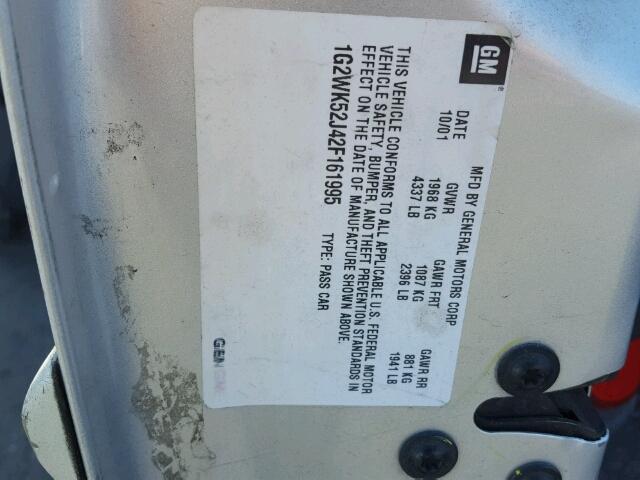 GM
®
MFD BY GENERAL MOTORS CORP
DATE GVWR GAWR FRT GAWR RR
10/01 1968 KG 1087 KG 881 KG
4337 LB 2396 LB 1941 LB
THIS VEHICLE CONFORMS TO ALL APPLICABLE U.S. FEDERAL MOTOR
VEHICLE SAFETY, BUMPER, AND THEFT PREVENTION STANDARDS IN
EFFECT ON THE DATE OF MANUFACTURE SHOWN ABOVE.
1G2WK52J42F161995 TYPE: PASS CAR